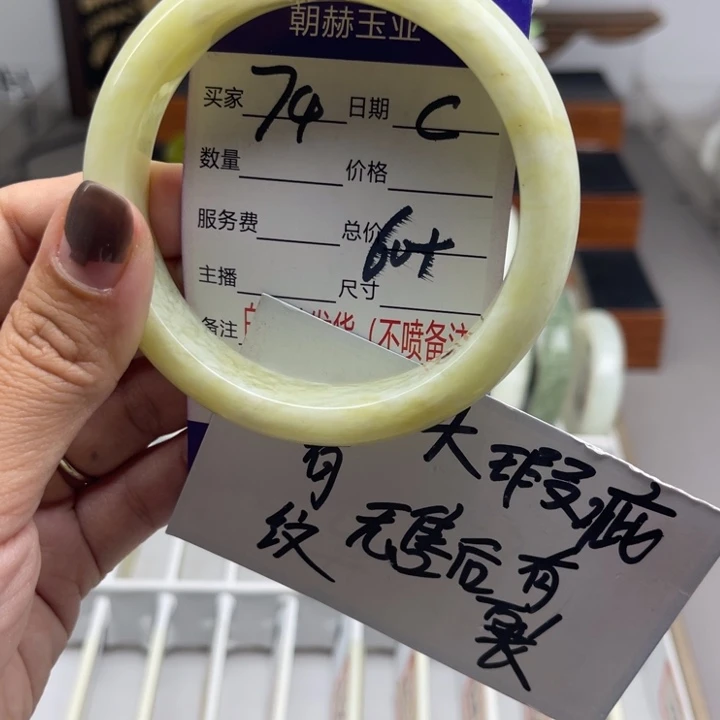 朝赫玉业
买家 74 日期 C
数量 价格
服务费 总价 60+
主播 尺寸
备注 发货(不喷备注
大瑕疵
有 无售后有
纹 裂